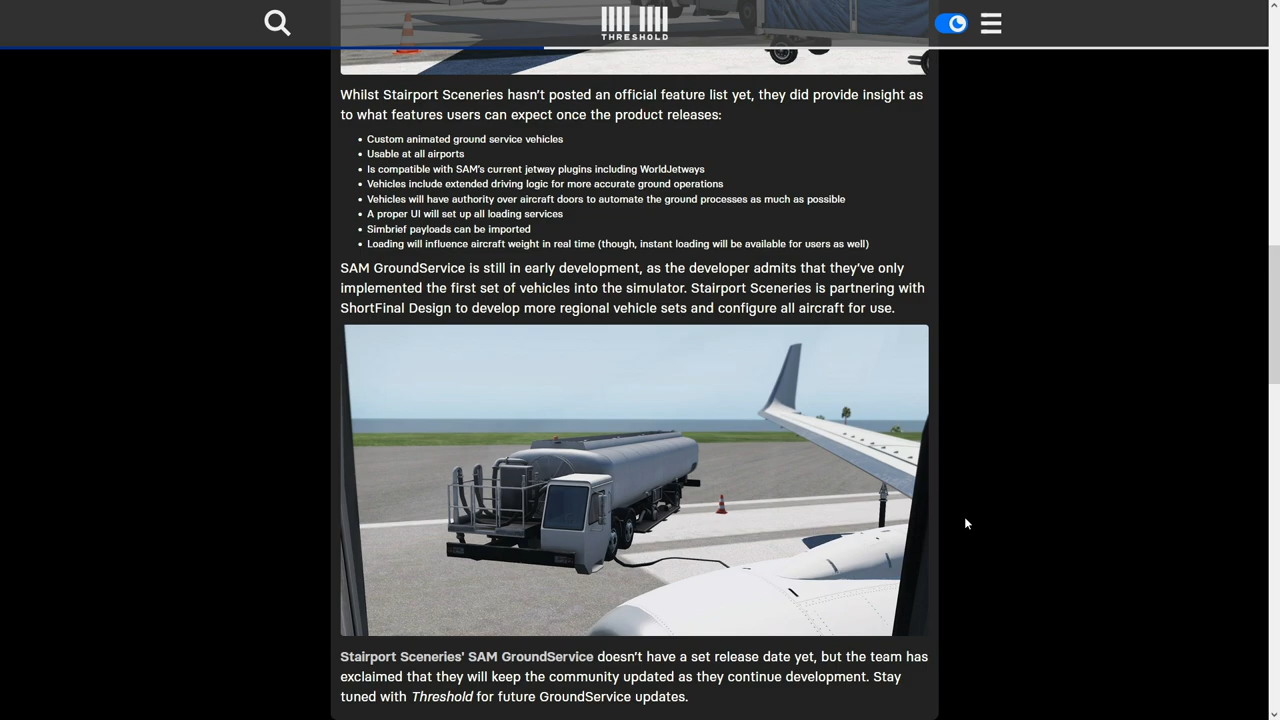 THRESHOLD
Whilst Stairport Sceneries hasn’t posted an official feature list yet, they did provide insight as
to what features users can expect once the product releases:
• Custom animated ground service vehicles
• Usable at all airports
• Is compatible with SAM’s current jetway plugins including WorldJetways
• Vehicles include extended driving logic for more accurate ground operations
• Vehicles will have authority over aircraft doors to automate the ground processes as much as possible
• A proper UI will set up all loading services
• Simbrief payloads can be imported
• Loading will influence aircraft weight in real time (though, instant loading will be available for users as well)
SAM GroundService is still in early development, as the developer admits that they’ve only
implemented the first set of vehicles into the simulator. Stairport Sceneries is partnering with
ShortFinal Design to develop more regional vehicle sets and configure all aircraft for use.
Stairport Sceneries’ SAM GroundService doesn’t have a set release date yet, but the team has
exclaimed that they will keep the community updated as they continue development. Stay
tuned with Threshold for future GroundService updates.